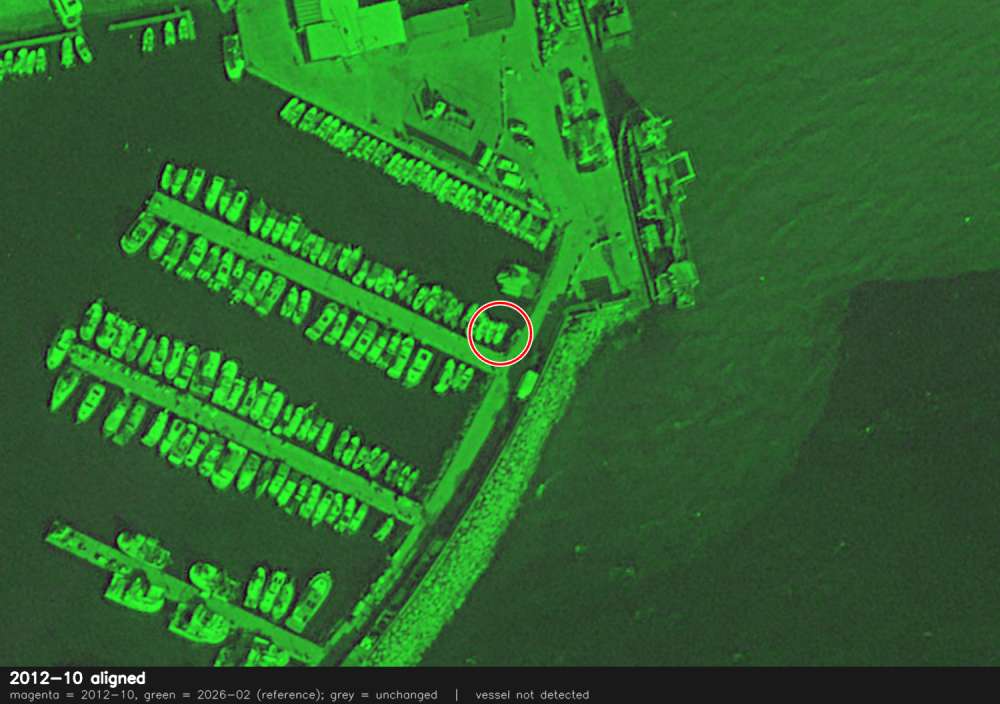 2012-10 aligned
magenta = 2012-10, green = 2026-02 (reference); grey = unchanged | vessel not detected